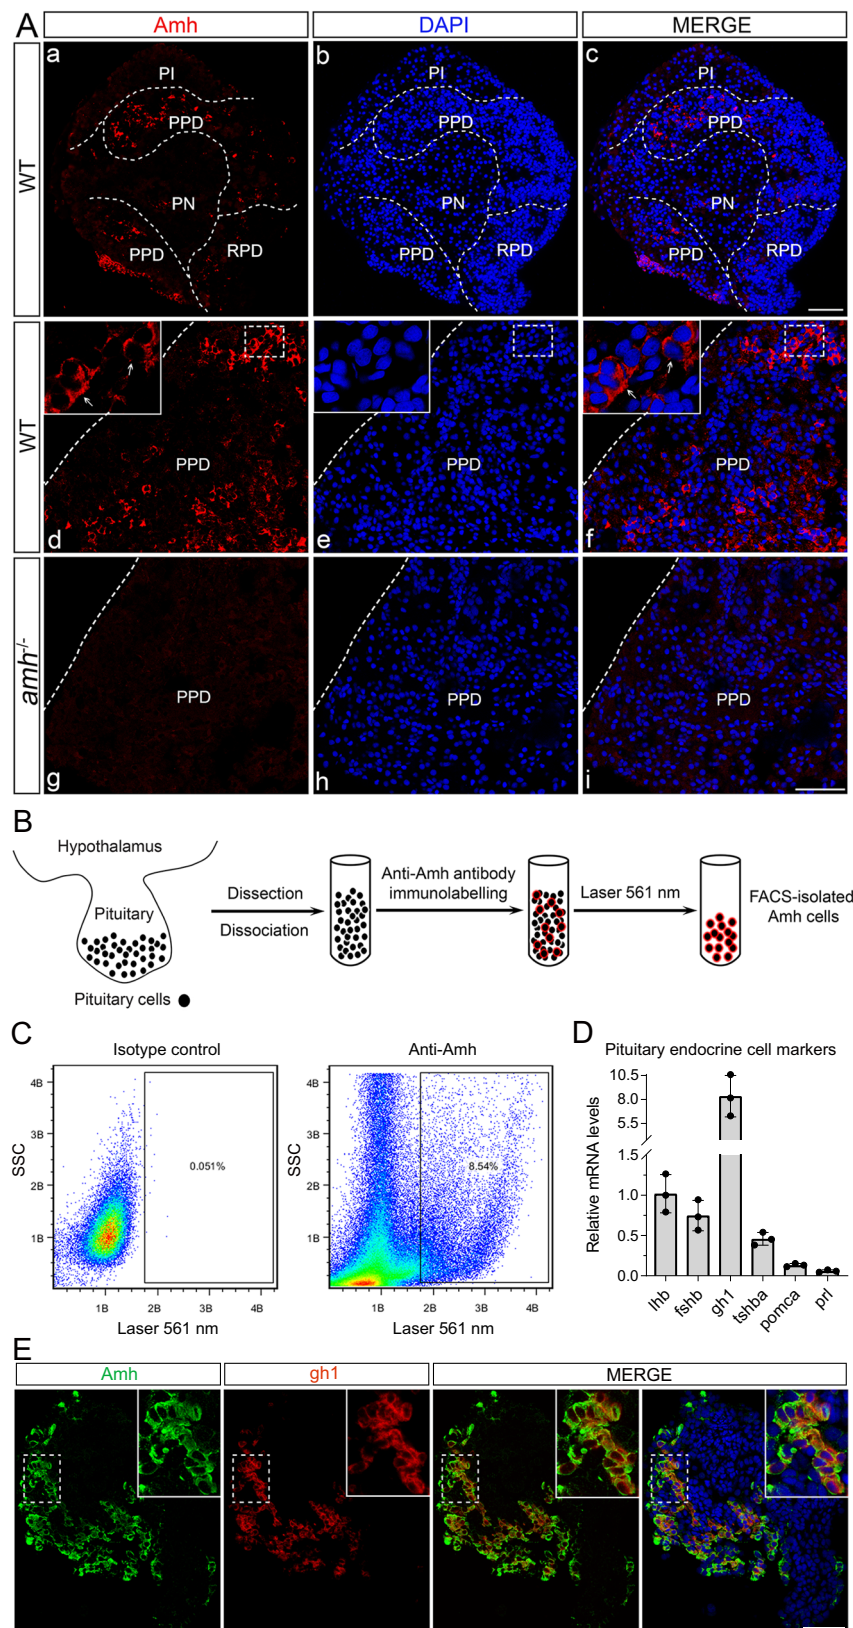 A
Amh
DAPI
MERGE
WT
a
PI
PPD
PN
PPD
RPD
b
PI
PPD
PN
PPD
RPD
c
PI
PPD
PN
PPD
RPD
WT
PPD
d
PPD
e
PPD
f
amh-/-
PPD
g
PPD
h
PPD
i
B
Hypothalamus
Pituitary
Pituitary cells
Dissection
Dissociation
Anti-Amh antibody
immunolabelling
Laser 561 nm
FACS-isolated
Amh cells
C
Isotype control
SSC
4B
3B
2B
1B
0.051%
1B
2B
3B
4B
Laser 561 nm
Anti-Amh
SSC
4B
3B
2B
1B
8.54%
1B
2B
3B
4B
Laser 561 nm
D
Pituitary endocrine cell markers
Relative mRNA levels
10.5
8.0
5.5
1.5
1.0
0.5
0.0
lhb
fshb
gh1
tshba
pomca
prl
E
Amh
gh1
MERGE